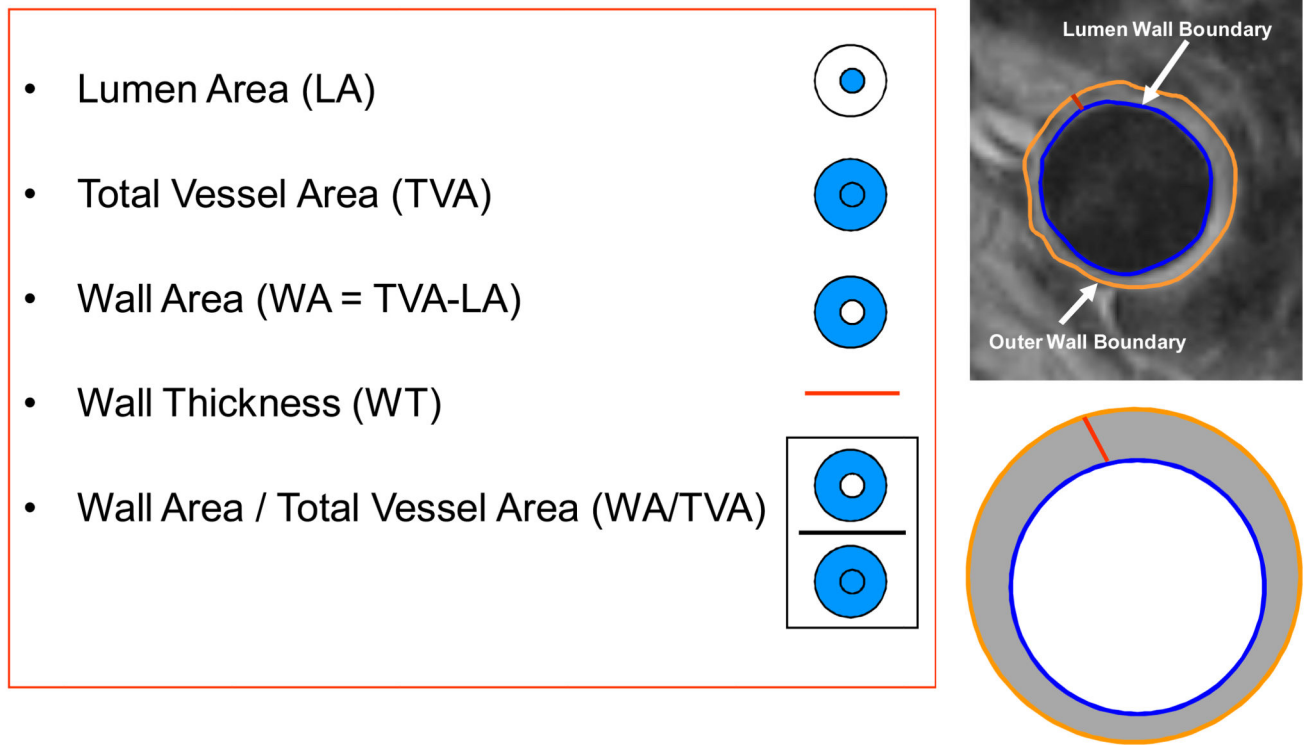 • Lumen Area (LA)
• Total Vessel Area (TVA)
• Wall Area (WA = TVA-LA)
• Wall Thickness (WT)
• Wall Area / Total Vessel Area (WA/TVA)
Lumen Wall Boundary
Outer Wall Boundary